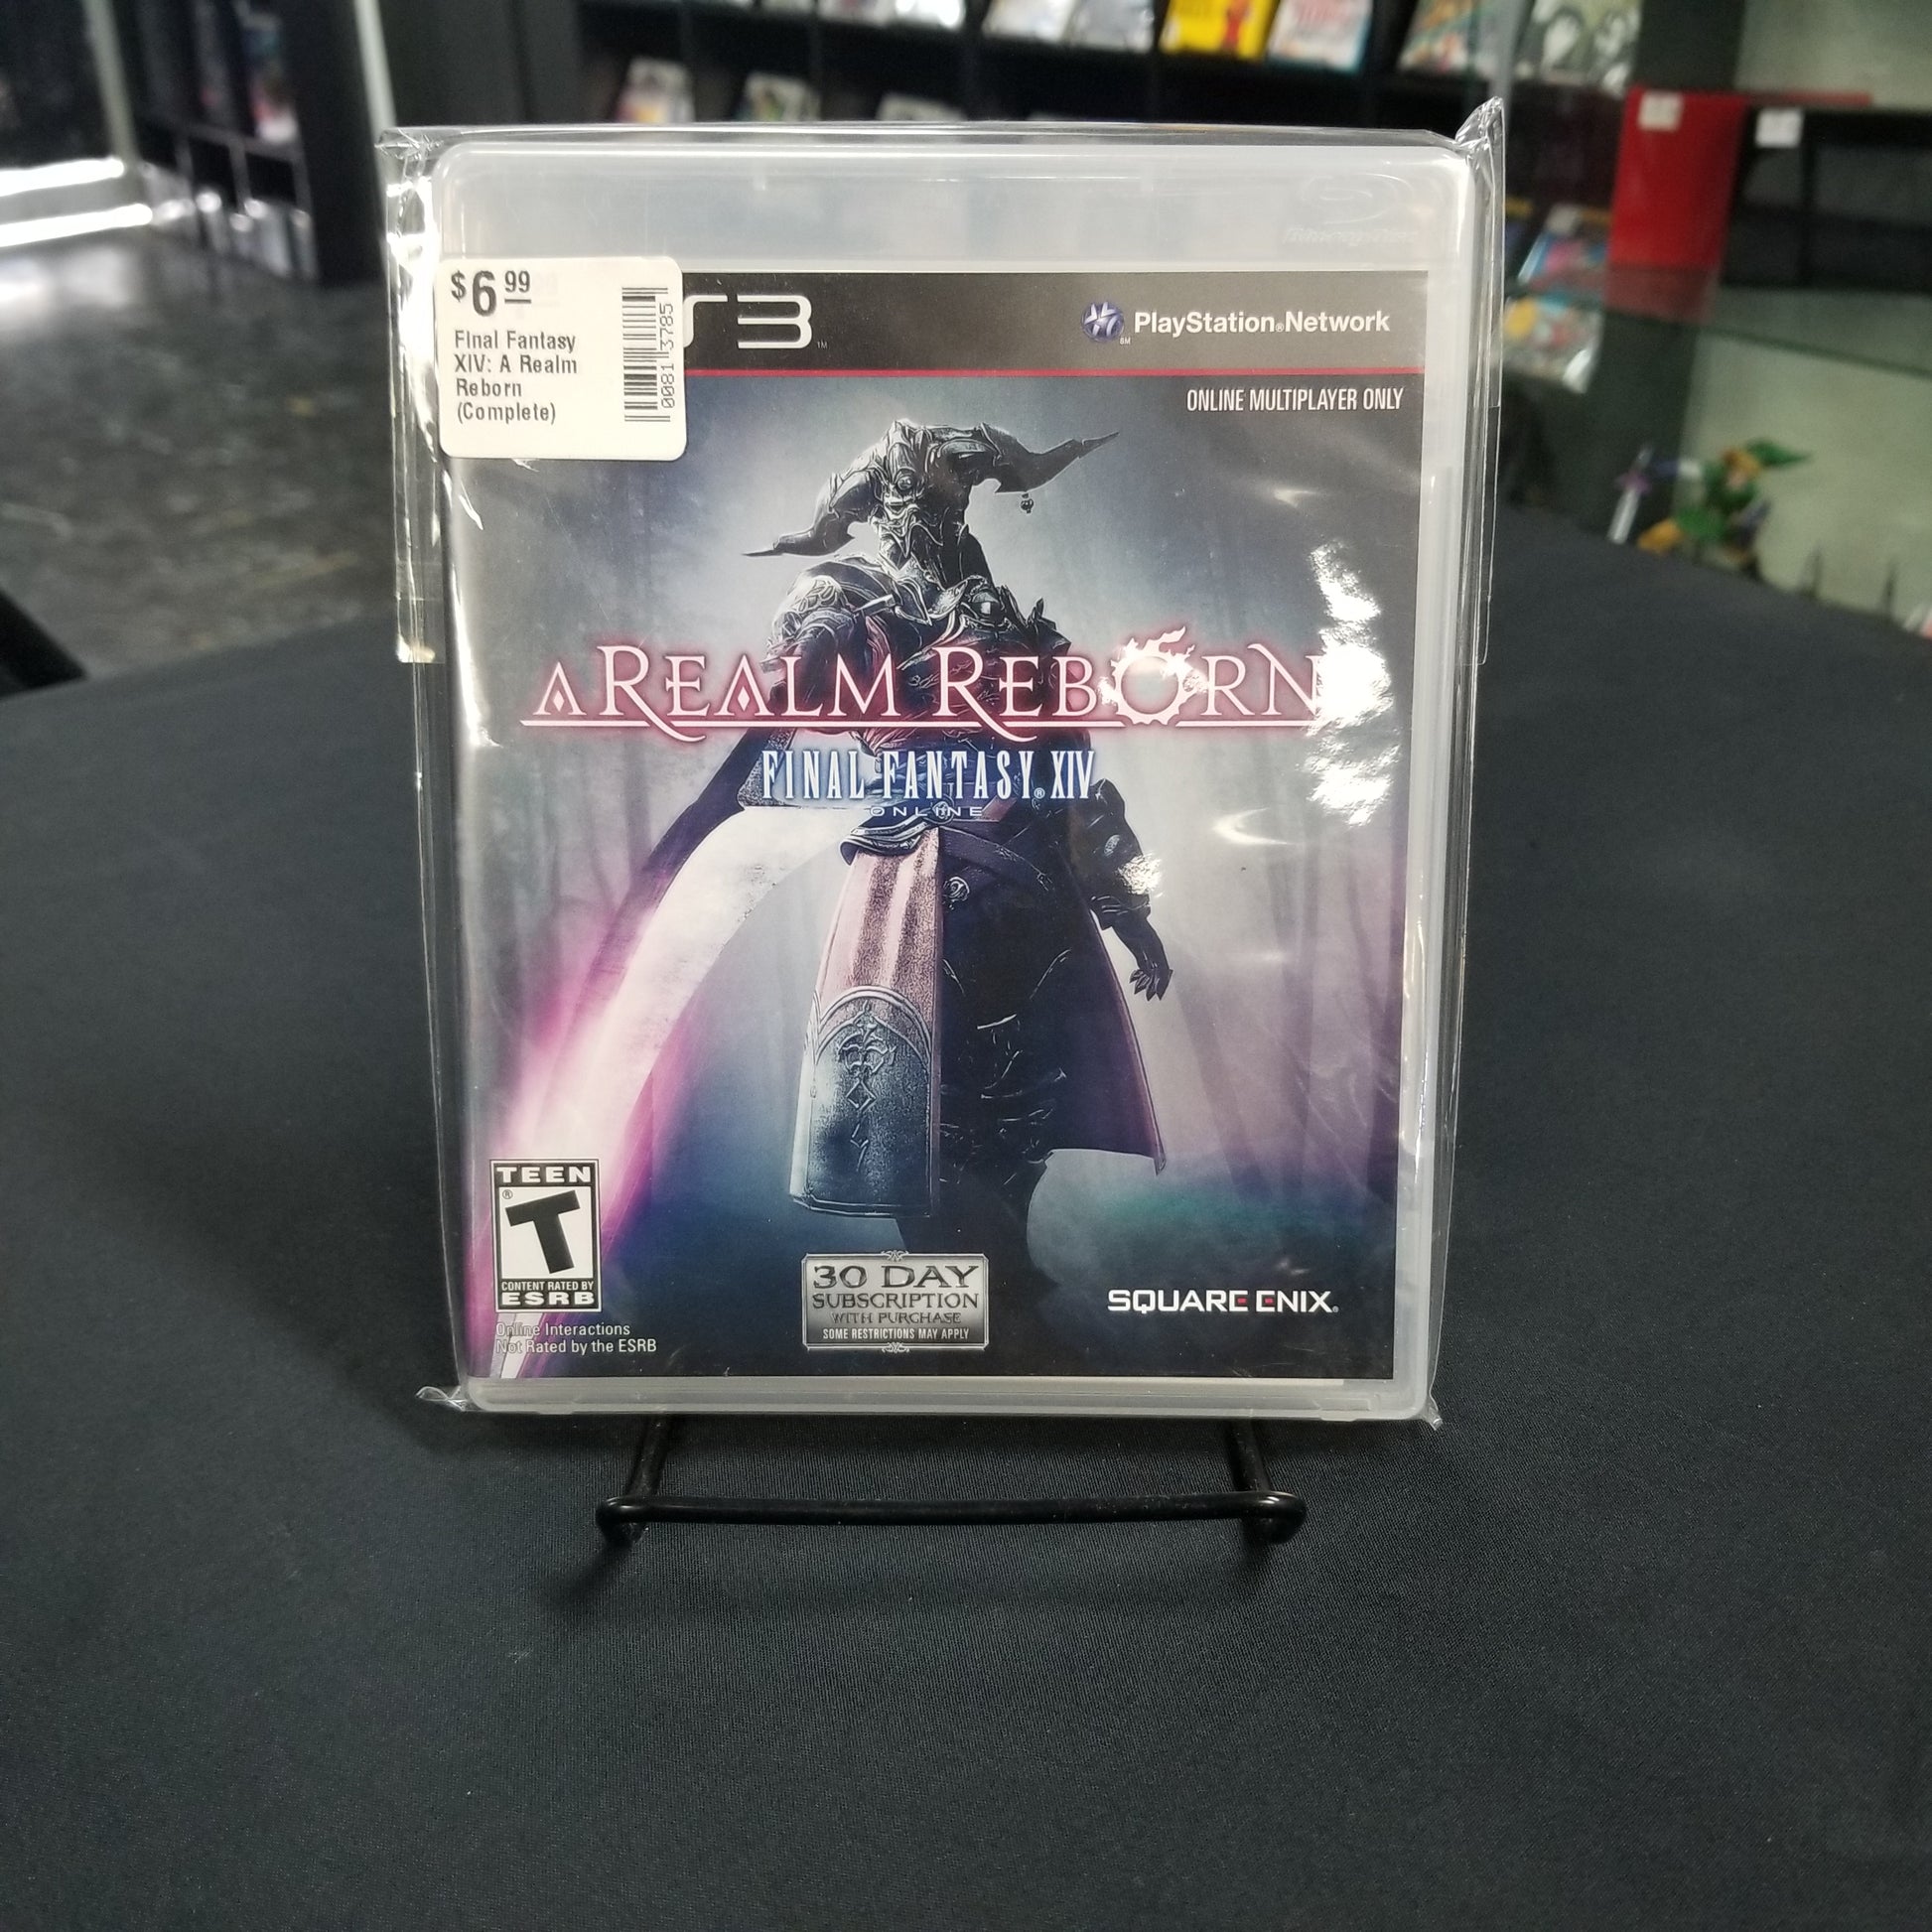 $6.99
Final Fantasy
XIV: A Realm
Reborn
(Complete)
0081 3785
S3™
PlayStation®Network
SM
ONLINE MULTIPLAYER ONLY
A REALM REBORN
FINAL FANTASY® XIV
ONLINE
TEEN
®
T
CONTENT RATED BY
ESRB
Online Interactions
Not Rated by the ESRB
30 DAY
SUBSCRIPTION
WITH PURCHASE
SOME RESTRICTIONS MAY APPLY
SQUARE ENIX®